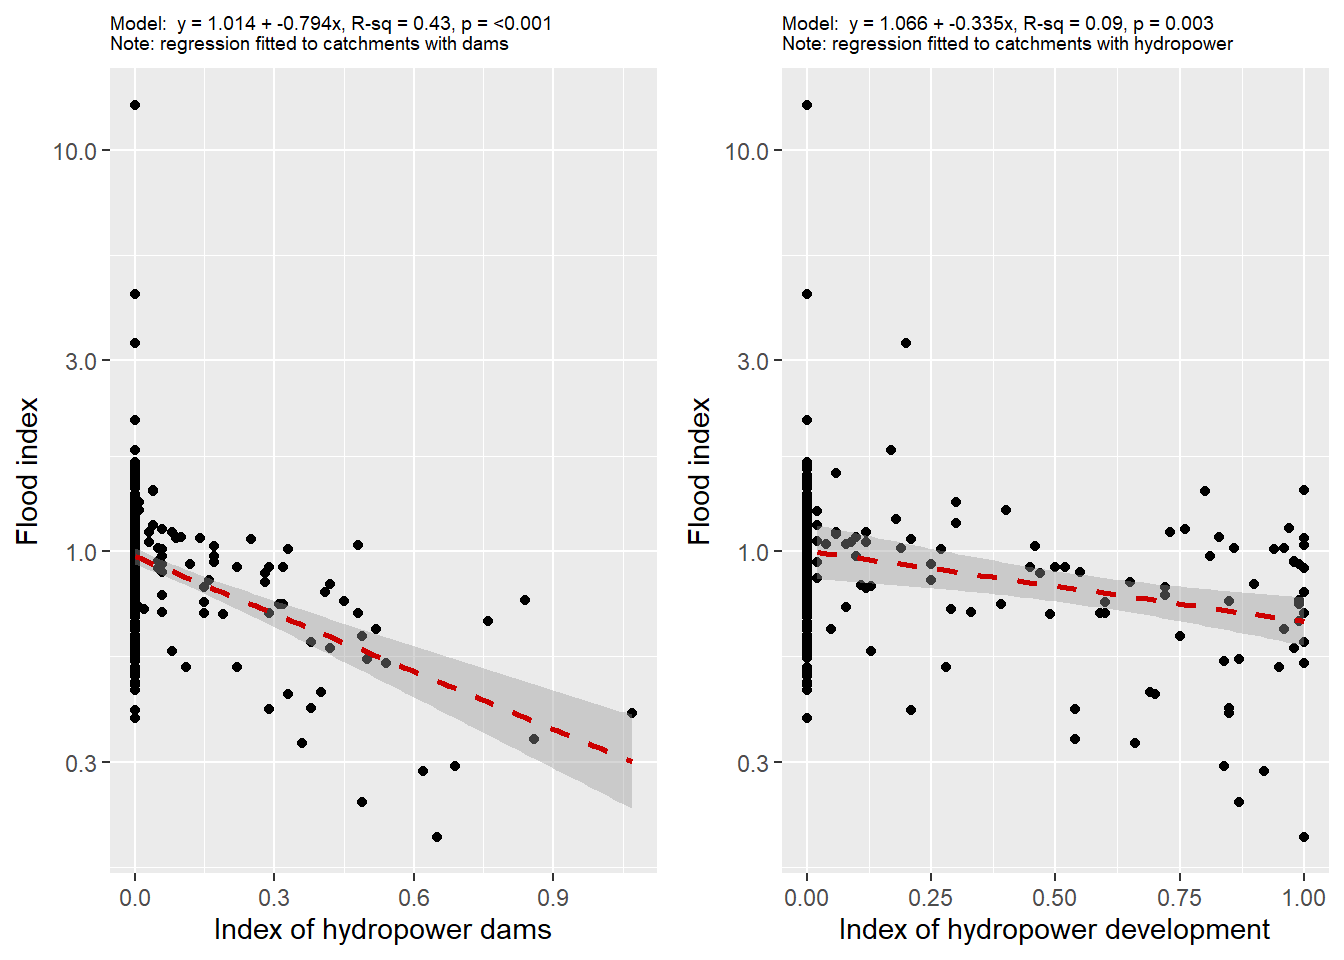 Model:  y = 1.014 + -0.794x, R-sq = 0.43, p = <0.001
Note: regression fitted to catchments with dams
10.0
3.0
1.0
0.3
Flood index
0.0 0.3 0.6 0.9
Index of hydropower dams
Model:  y = 1.066 + -0.335x, R-sq = 0.09, p = 0.003
Note: regression fitted to catchments with hydropower
10.0
3.0
1.0
0.3
Flood index
0.00 0.25 0.50 0.75 1.00
Index of hydropower development